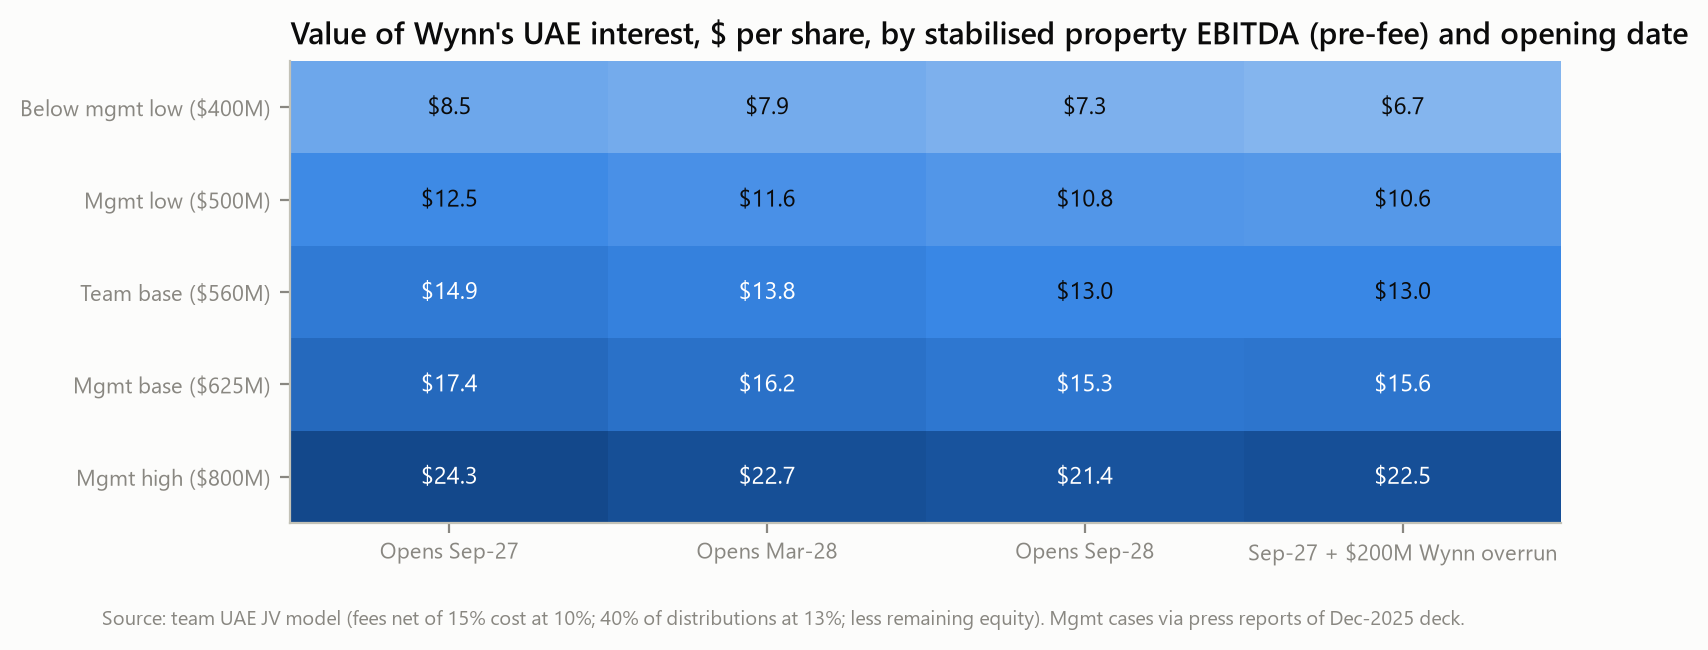 Value of Wynn's UAE interest, $ per share, by stabilised property EBITDA (pre-fee) and opening date
Below mgmt low ($400M) $8.5 $7.9 $7.3 $6.7
Mgmt low ($500M) $12.5 $11.6 $10.8 $10.6
Team base ($560M) $14.9 $13.8 $13.0 $13.0
Mgmt base ($625M) $17.4 $16.2 $15.3 $15.6
Mgmt high ($800M) $24.3 $22.7 $21.4 $22.5
Opens Sep-27 Opens Mar-28 Opens Sep-28 Sep-27 + $200M Wynn overrun
Source: team UAE JV model (fees net of 15% cost at 10%; 40% of distributions at 13%; less remaining equity). Mgmt cases via press reports of Dec-2025 deck.